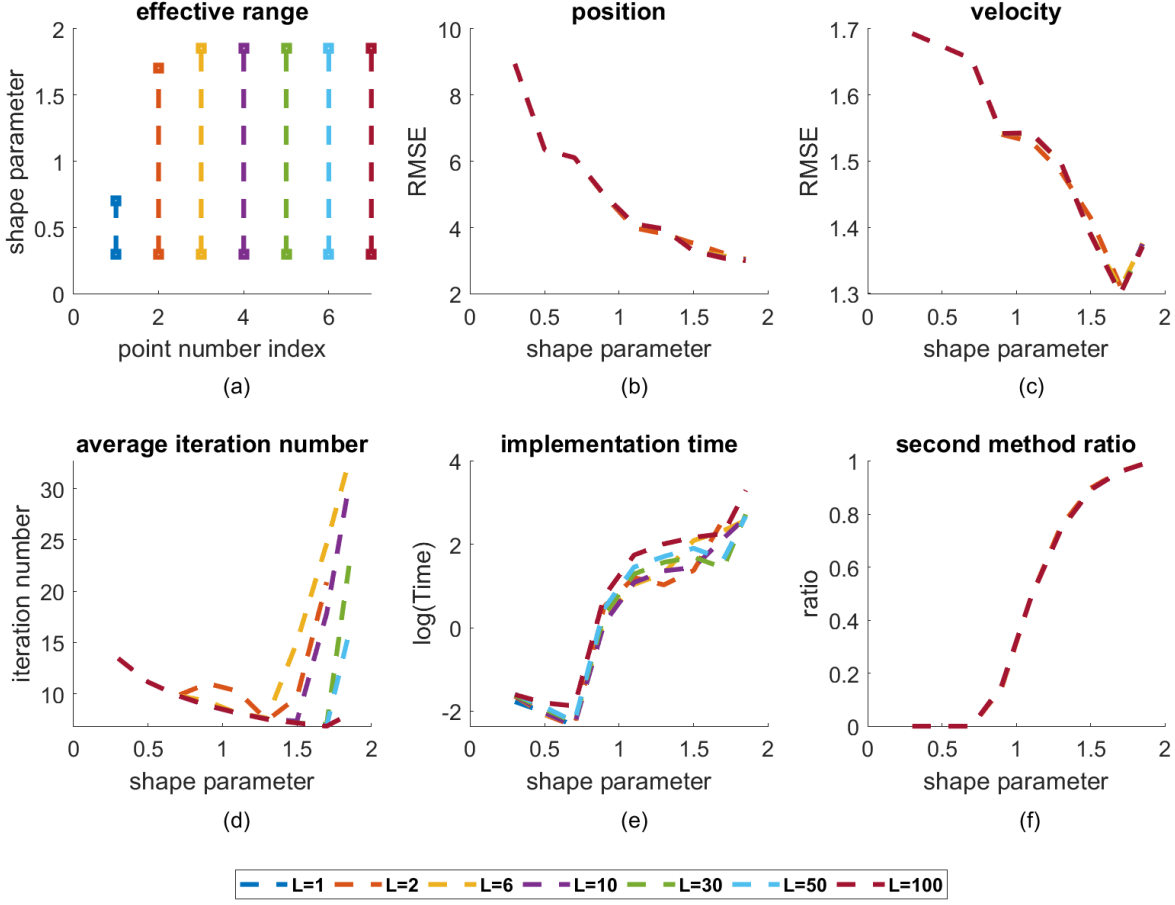 effective range
shape parameter
2
1.5
1
0.5
0
0 2 4 6
point number index
(a)
position
RMSE
10
8
6
4
2
0 0.5 1 1.5 2
shape parameter
(b)
velocity
RMSE
1.7
1.6
1.5
1.4
1.3
0 0.5 1 1.5 2
shape parameter
(c)
average iteration number
iteration number
30
25
20
15
10
0 0.5 1 1.5 2
shape parameter
(d)
implementation time
log(Time)
4
2
0
-2
0 0.5 1 1.5 2
shape parameter
(e)
second method ratio
ratio
1
0.8
0.6
0.4
0.2
0
0 0.5 1 1.5 2
shape parameter
(f)
L=1 L=2 L=6 L=10 L=30 L=50 L=100